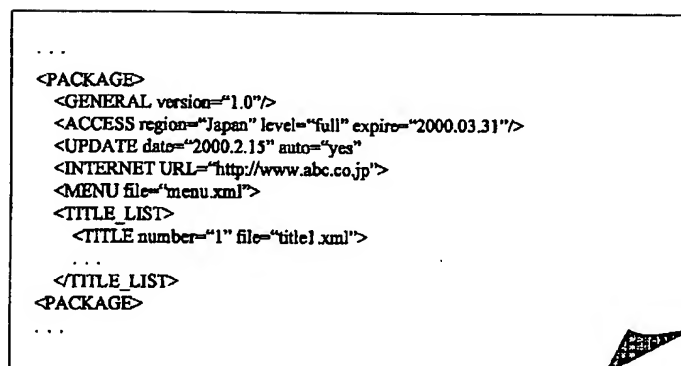 ...
<PACKAGE>
<GENERAL version="1.0"/>
<ACCESS region="Japan" level="full" expire="2000.03.31"/>
<UPDATE date="2000.2.15" auto="yes"
<INTERNET URL="http://www.abc.co.jp">
<MENU file="menu.xml">
<TITLE_LIST>
<TITLE number="1" file="title1.xml">
...
</TITLE_LIST>
<PACKAGE>
...